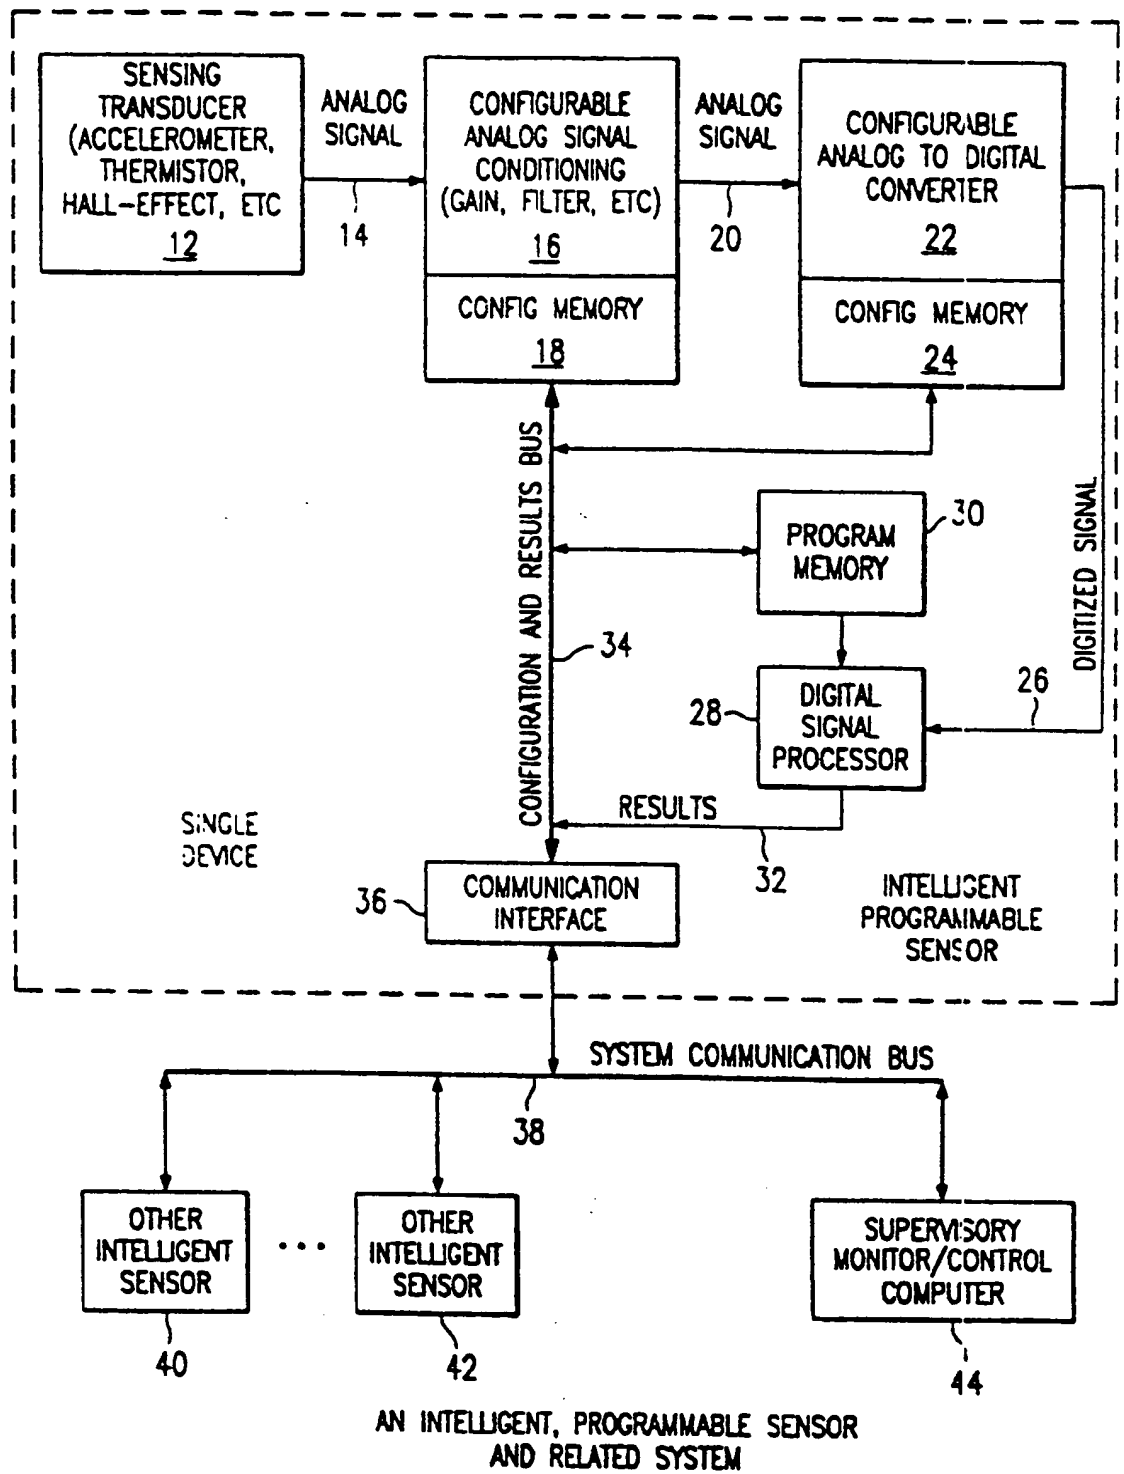 SENSING
TRANSDUCER
(ACCELEROMETER,
THERMISTOR,
HALL-EFFECT, ETC
12
ANALOG
SIGNAL
14
CONFIGURABLE
ANALOG SIGNAL
CONDITIONING
(GAIN, FILTER, ETC)
16
CONFIG MEMORY
18
ANALOG
SIGNAL
20
CONFIGURABLE
ANALOG TO DIGITAL
CONVERTER
22
CONFIG MEMORY
24
CONFIGURATION AND RESULTS BUS
34
PROGRAM
MEMORY
30
DIGITIZED SIGNAL
26
DIGITAL
SIGNAL
PROCESSOR
28
RESULTS
32
SINGLE
DEVICE
COMMUNICATION
INTERFACE
36
INTELLIGENT
PROGRAMMABLE
SENSOR
SYSTEM COMMUNICATION BUS
38
OTHER
INTELLIGENT
SENSOR
40
OTHER
INTELLIGENT
SENSOR
42
SUPERVISORY
MONITOR/CONTROL
COMPUTER
44
AN INTELLIGENT, PROGRAMMABLE SENSOR
AND RELATED SYSTEM